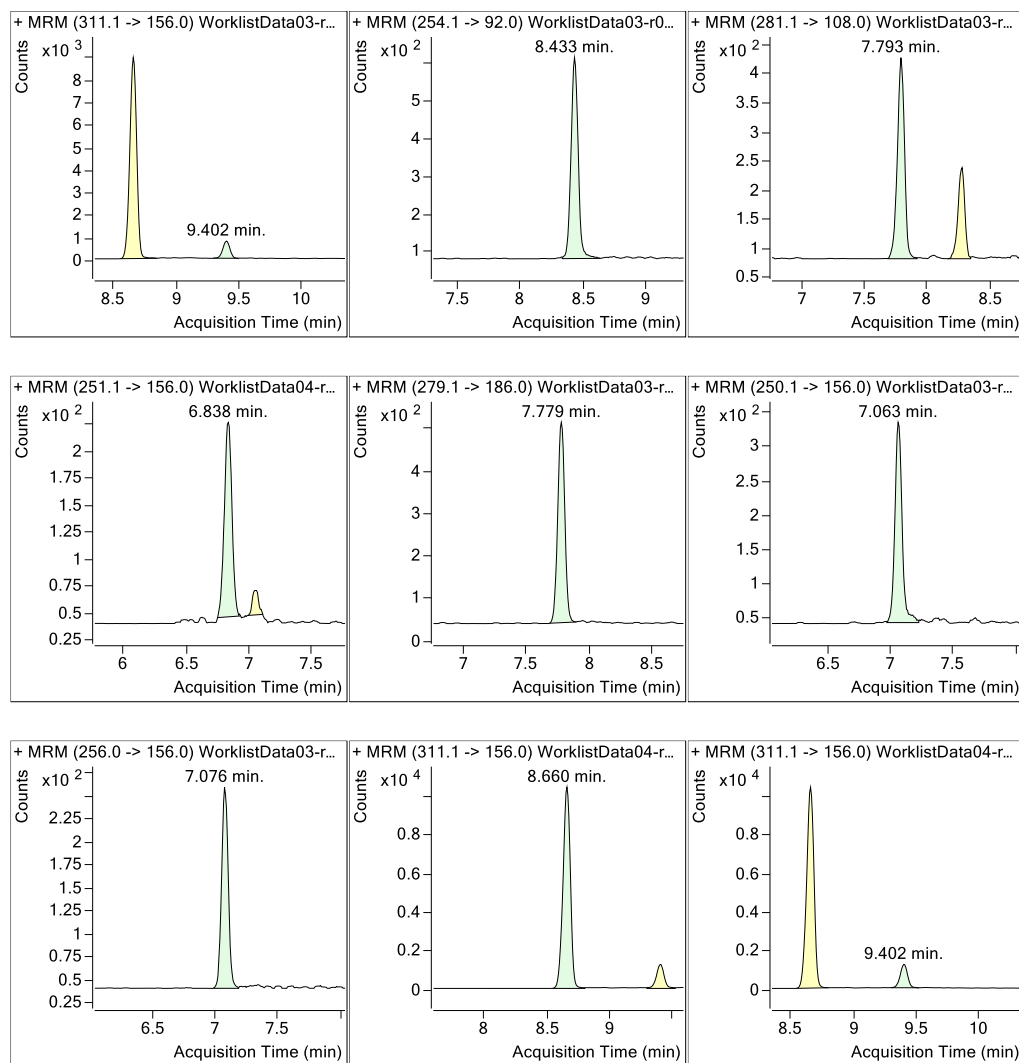 + MRM (311.1 -> 156.0) WorklistData03-r...
Counts
x10 3
8
7
6
5
4
3
2
1
0
9.402 min.
8.5 9 9.5 10
Acquisition Time (min)
+ MRM (254.1 -> 92.0) WorklistData03-r0...
Counts
x10 2
8.433 min.
5
4
3
2
1
7.5 8 8.5 9
Acquisition Time (min)
+ MRM (281.1 -> 108.0) WorklistData03-r...
Counts
x10 2
7.793 min.
4
3.5
3
2.5
2
1.5
1
0.5
7 7.5 8 8.5
Acquisition Time (min)
+ MRM (251.1 -> 156.0) WorklistData04-r...
Counts
x10 2
6.838 min.
2
1.75
1.5
1.25
1
0.75
0.5
0.25
6 6.5 7 7.5
Acquisition Time (min)
+ MRM (279.1 -> 186.0) WorklistData03-r...
Counts
x10 2
7.779 min.
4
3
2
1
0
7 7.5 8 8.5
Acquisition Time (min)
+ MRM (250.1 -> 156.0) WorklistData03-r...
Counts
x10 2
7.063 min.
3
2.5
2
1.5
1
0.5
6.5 7 7.5
Acquisition Time (min)
+ MRM (256.0 -> 156.0) WorklistData03-r...
Counts
x10 2
7.076 min.
2.5
2.25
2
1.75
1.5
1.25
1
0.75
0.5
0.25
6.5 7 7.5
Acquisition Time (min)
+ MRM (311.1 -> 156.0) WorklistData04-r...
Counts
x10 4
8.660 min.
0.8
0.6
0.4
0.2
0
8 8.5 9
Acquisition Time (min)
+ MRM (311.1 -> 156.0) WorklistData04-r...
Counts
x10 4
0.8
0.6
0.4
0.2
0
9.402 min.
8.5 9 9.5 10
Acquisition Time (min)